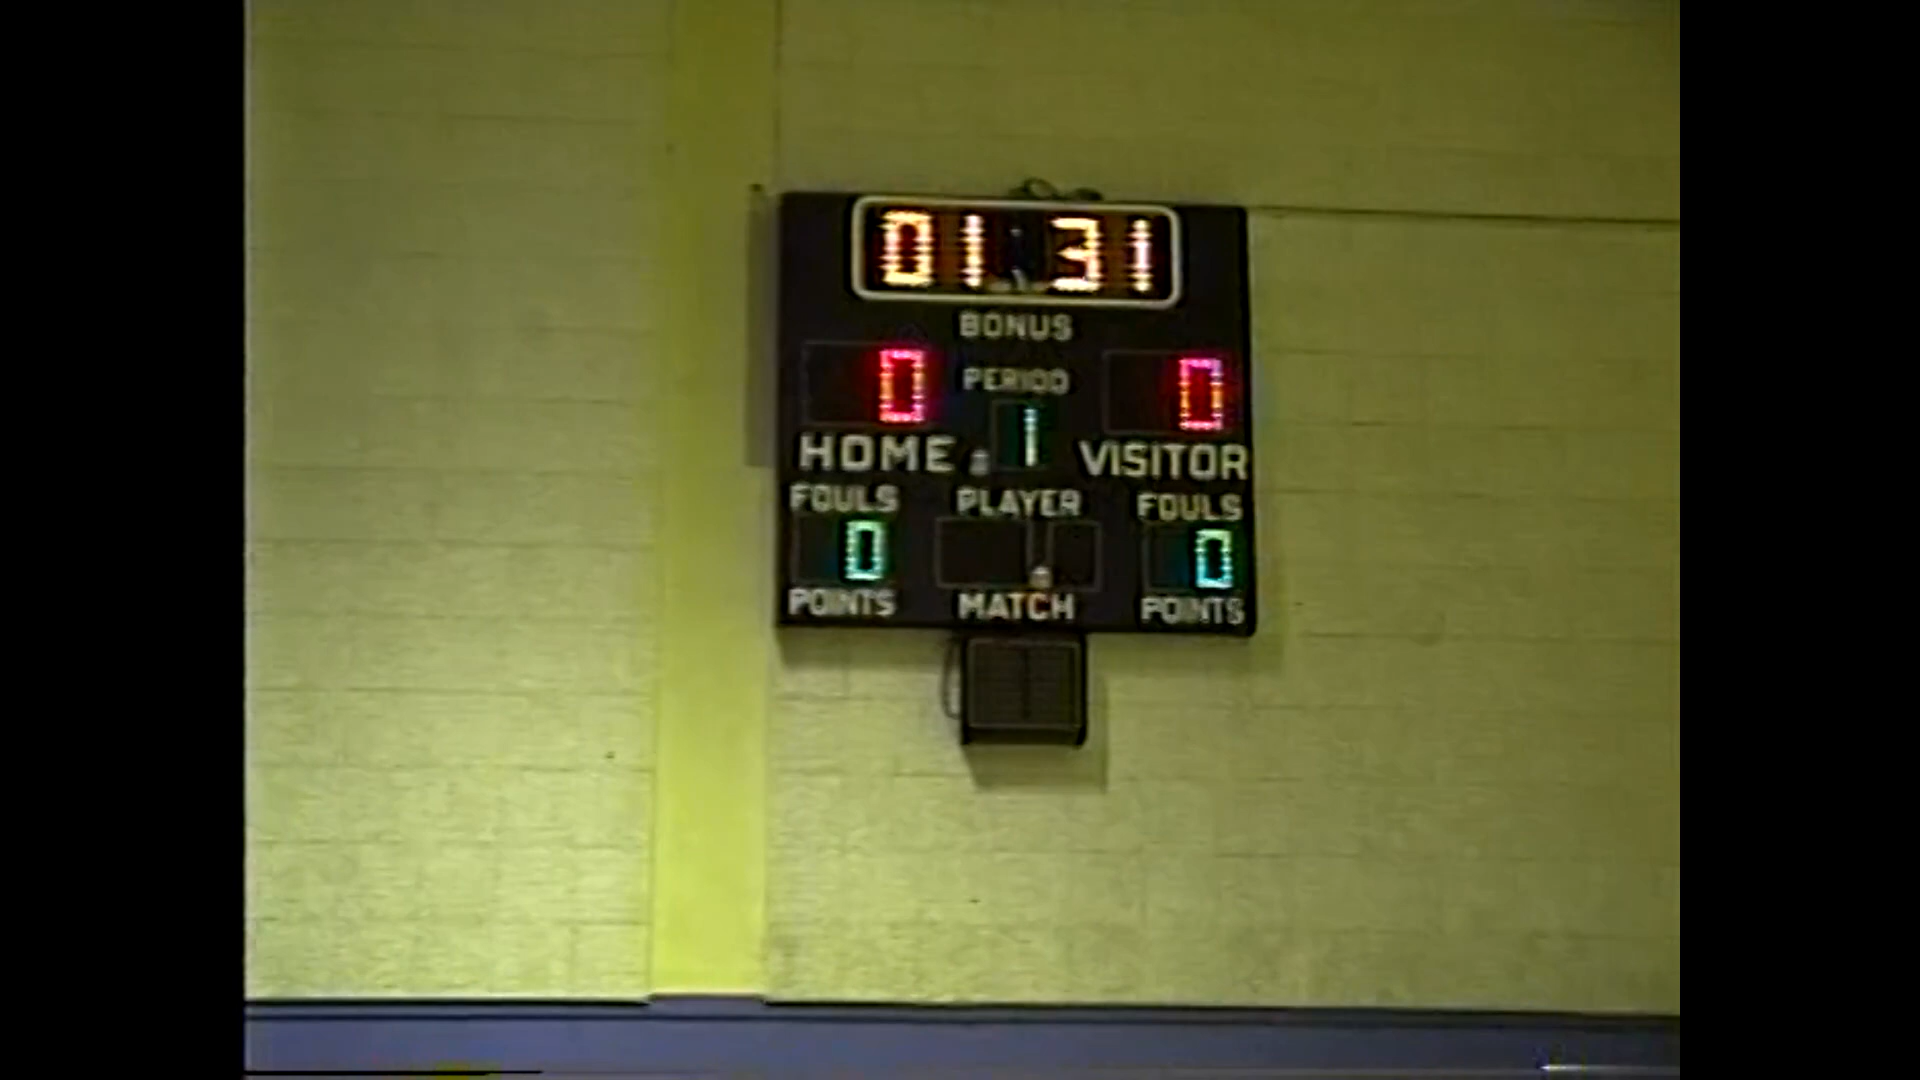 01:31
BONUS
0 PERIOD 0
1
HOME VISITOR
FOULS PLAYER FOULS
0 0
POINTS MATCH POINTS